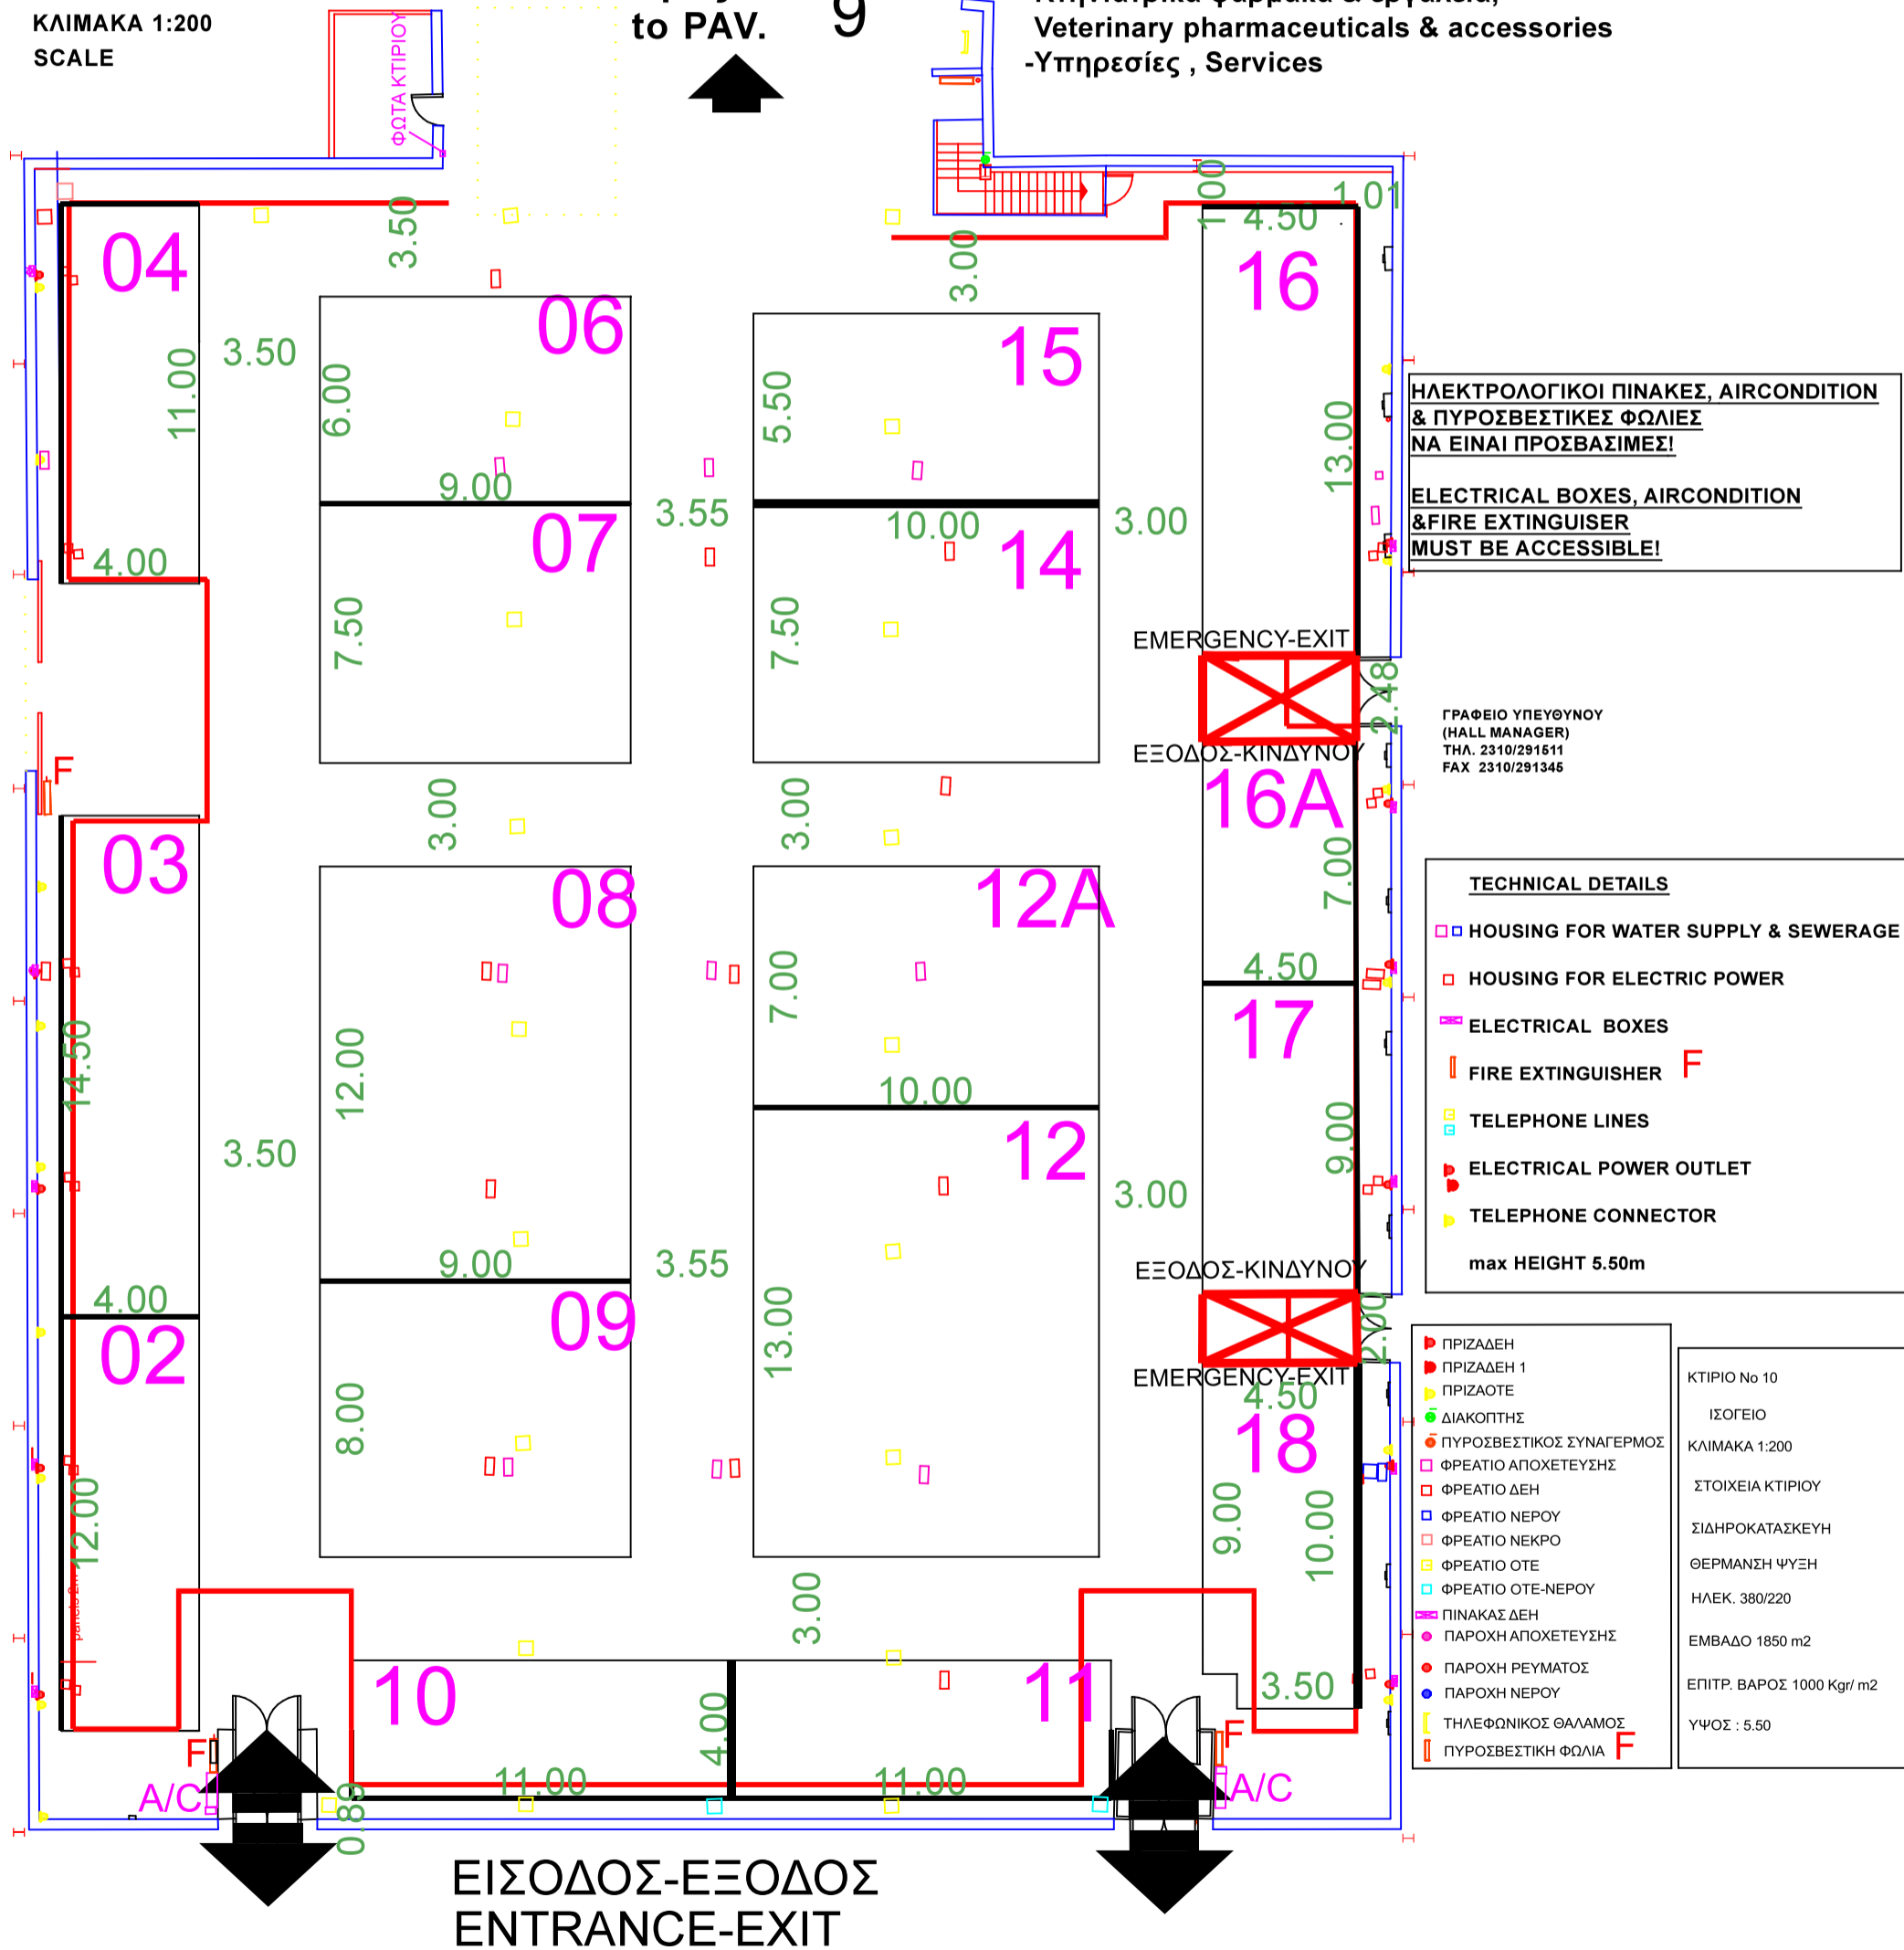 ΚΛΙΜΑΚΑ 1:200
SCALE
to PAV. 9
Veterinary pharmaceuticals & accessories
-Υπηρεσίες , Services
ΦΩΤΑ ΚΤΙΡΙΟΥ
04
3.50
3.00
1.00
1.01
4.50
16
06
15
3.50
11.00
6.00
5.50
13.00
9.00
3.55
10.00
3.00
07
14
4.00
7.50
7.50
ΗΛΕΚΤΡΟΛΟΓΙΚΟΙ ΠΙΝΑΚΕΣ, AIRCONDITION
& ΠΥΡΟΣΒΕΣΤΙΚΕΣ ΦΩΛΙΕΣ
ΝΑ ΕΙΝΑΙ ΠΡΟΣΒΑΣΙΜΕΣ!
ELECTRICAL BOXES, AIRCONDITION
&FIRE EXTINGUISER
MUST BE ACCESSIBLE!
EMERGENCY-EXIT
2.48
ΕΞΟΔΟΣ-ΚΙΝΔΥΝΟΥ
ΓΡΑΦΕΙΟ ΥΠΕΥΘΥΝΟΥ
(HALL MANAGER)
ΤΗΛ. 2310/291511
FAX 2310/291345
F
3.00
3.00
16A
03
08
12A
7.00
14.50
12.00
7.00
4.50
17
10.00
3.50
12
9.00
3.00
9.00
3.55
4.00
02
09
13.00
8.00
12.00
panels 2m
TECHNICAL DETAILS
HOUSING FOR WATER SUPPLY & SEWERAGE
HOUSING FOR ELECTRIC POWER
ELECTRICAL BOXES
FIRE EXTINGUISHER F
TELEPHONE LINES
ELECTRICAL POWER OUTLET
TELEPHONE CONNECTOR
max HEIGHT 5.50m
ΕΞΟΔΟΣ-ΚΙΝΔΥΝΟΥ
2.00
EMERGENCY-EXIT
4.50
18
9.00
10.00
3.50
3.00
10
11
4.00
11.00
11.00
0.89
F
A/C
F
A/C
ΠΡΙΖΑΔΕΗ
ΠΡΙΖΑΔΕΗ 1
ΠΡΙΖΑΟΤΕ
ΔΙΑΚΟΠΤΗΣ
ΠΥΡΟΣΒΕΣΤΙΚΟΣ ΣΥΝΑΓΕΡΜΟΣ
ΦΡΕΑΤΙΟ ΑΠΟΧΕΤΕΥΣΗΣ
ΦΡΕΑΤΙΟ ΔΕΗ
ΦΡΕΑΤΙΟ ΝΕΡΟΥ
ΦΡΕΑΤΙΟ ΝΕΚΡΟ
ΦΡΕΑΤΙΟ ΟΤΕ
ΦΡΕΑΤΙΟ ΟΤΕ-ΝΕΡΟΥ
ΠΙΝΑΚΑΣ ΔΕΗ
ΠΑΡΟΧΗ ΑΠΟΧΕΤΕΥΣΗΣ
ΠΑΡΟΧΗ ΡΕΥΜΑΤΟΣ
ΠΑΡΟΧΗ ΝΕΡΟΥ
ΤΗΛΕΦΩΝΙΚΟΣ ΘΑΛΑΜΟΣ
ΠΥΡΟΣΒΕΣΤΙΚΗ ΦΩΛΙΑ F
ΚΤΙΡΙΟ Νο 10
ΙΣΟΓΕΙΟ
ΚΛΙΜΑΚΑ 1:200
ΣΤΟΙΧΕΙΑ ΚΤΙΡΙΟΥ
ΣΙΔΗΡΟΚΑΤΑΣΚΕΥΗ
ΘΕΡΜΑΝΣΗ ΨΥΞΗ
ΗΛΕΚ. 380/220
ΕΜΒΑΔΟ 1850 m2
ΕΠΙΤΡ. ΒΑΡΟΣ 1000 Kgr/ m2
ΥΨΟΣ : 5.50
ΕΙΣΟΔΟΣ-ΕΞΟΔΟΣ
ENTRANCE-EXIT